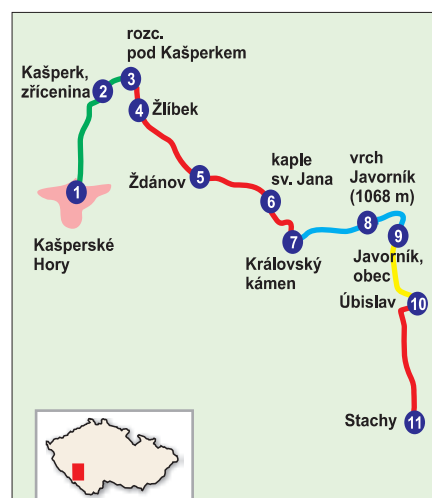 rozc.
pod Kašperkem
Kašperk,
zřícenina
3
2
4
Žlíbek
Ždánov
5
kaple
sv. Jana
6
vrch
Javorník
(1068 m)
1
8
9
7
Kašperské
Hory
Královský
kámen
Javorník,
obec
Úbislav
10
Stachy
11